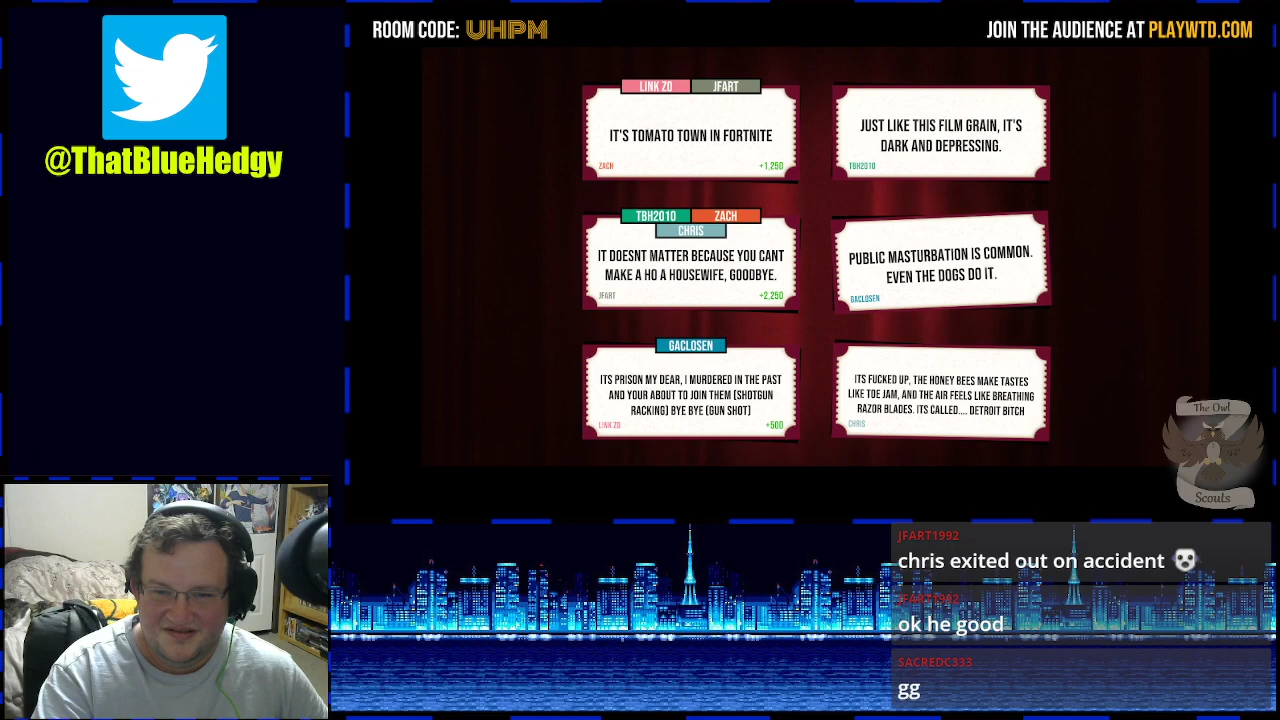 @ThatBlueHedgy
ROOM CODE: UHPM
JOIN THE AUDIENCE AT PLAYWTD.COM
LINK ZO
JFART
IT'S TOMATO TOWN IN FORTNITE
ZACH
+1,250
JUST LIKE THIS FILM GRAIN, IT'S
DARK AND DEPRESSING.
TBH2010
TBH2010
ZACH
CHRIS
IT DOESNT MATTER BECAUSE YOU CANT
MAKE A HO A HOUSEWIFE, GOODBYE.
JFART
+2,250
PUBLIC MASTURBATION IS COMMON.
EVEN THE DOGS DO IT.
GACLOSEN
GACLOSEN
ITS PRISON MY DEAR, I MURDERED IN THE PAST
AND YOUR ABOUT TO JOIN THEM (SHOTGUN
RACKING) BYE BYE (GUN SHOT)
LINK ZO
+500
ITS FUCKED UP, THE HONEY BEES MAKE TASTES
LIKE TOE JAM, AND THE AIR FEELS LIKE BREATHING
RAZOR BLADES. ITS CALLED.... DETROIT BITCH
CHRIS
The Owl
Scouts
JFART1992
chris exited out on accident
JFART1992
ok he good
SACREDC333
gg